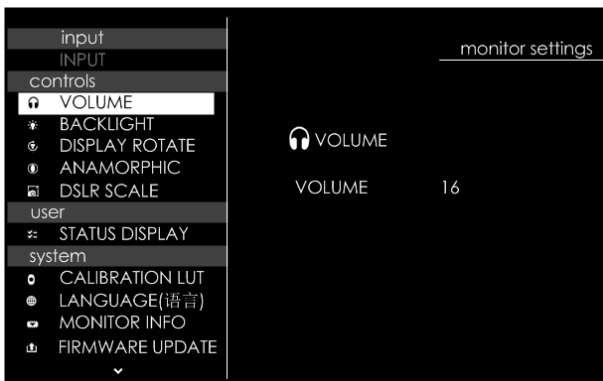 input
INPUT
controls
VOLUME
BACKLIGHT
DISPLAY ROTATE
ANAMORPHIC
DSLR SCALE
user
STATUS DISPLAY
system
CALIBRATION LUT
LANGUAGE(语言)
MONITOR INFO
FIRMWARE UPDATE
monitor settings
VOLUME
VOLUME 16